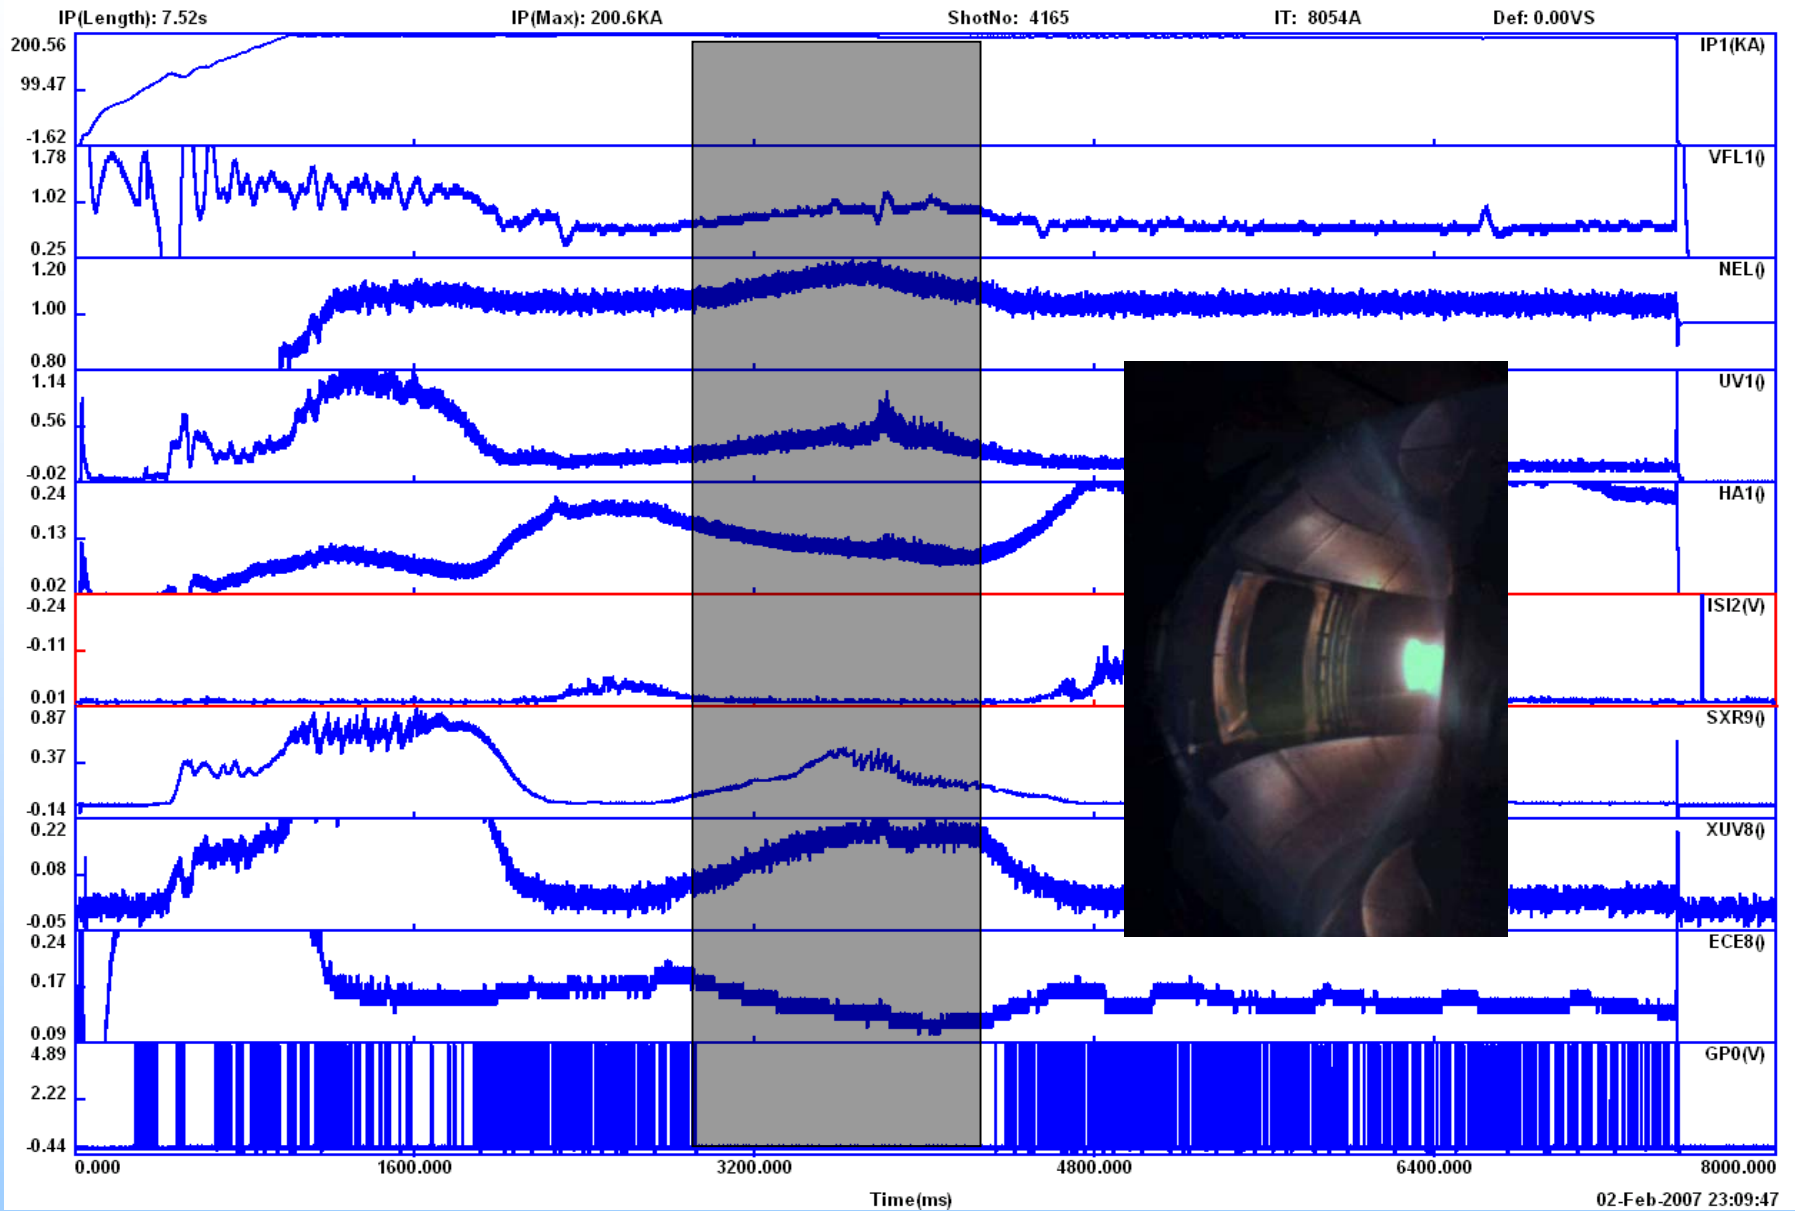 IP(Length): 7.52s IP(Max): 200.6KA ShotNo: 4165 IT: 8054A Def: 0.00VS
200.56 IP1(KA)
99.47
-1.62
1.78 VFL1()
1.02
0.25
1.20 NEL()
1.00
0.80
1.14 UV1()
0.56
-0.02
0.24 HA1()
0.13
0.02
-0.24 ISI2(V)
-0.11
0.01
0.87 SXR9()
0.37
-0.14
0.22 XUV8()
0.08
-0.05
0.24 ECE8()
0.17
0.09
4.89 GP0(V)
2.22
-0.44
0.000 1600.000 3200.000 4800.000 6400.000 8000.000
Time(ms) 02-Feb-2007 23:09:47